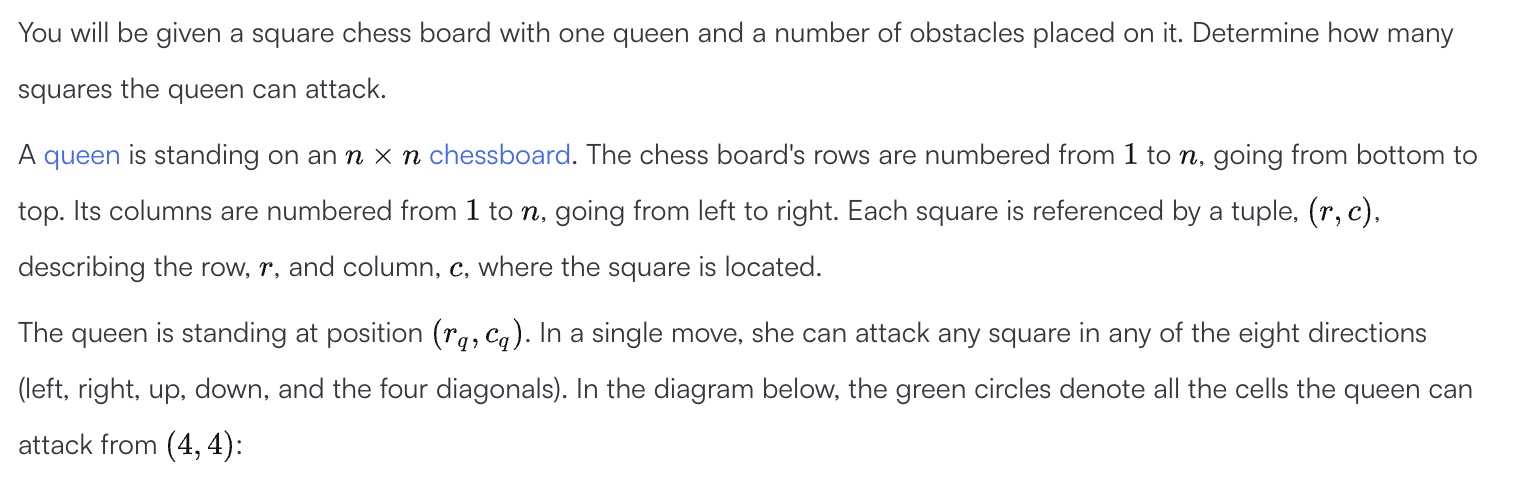 You will be given a square chess board with one queen and a number of obstacles placed on it. Determine how many
squares the queen can attack.
A queen is standing on an n × n chessboard. The chess board's rows are numbered from 1 to n, going from bottom to
top. Its columns are numbered from 1 to n, going from left to right. Each square is referenced by a tuple, (r, c),
describing the row, r, and column, c, where the square is located.
The queen is standing at position (r_q, c_q). In a single move, she can attack any square in any of the eight directions
(left, right, up, down, and the four diagonals). In the diagram below, the green circles denote all the cells the queen can
attack from (4, 4):